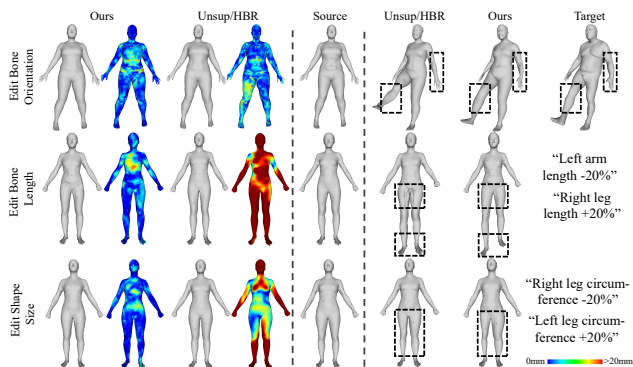 Ours
Unsup/HBR
Source
Unsup/HBR
Ours
Target
Edit Bone
Orientation
Edit Bone
Length
“Left arm
length -20%”
“Right leg
length +20%”
Edit Shape
Size
“Right leg circum-
ference -20%”
“Left leg circum-
ference +20%”
0mm
>20mm